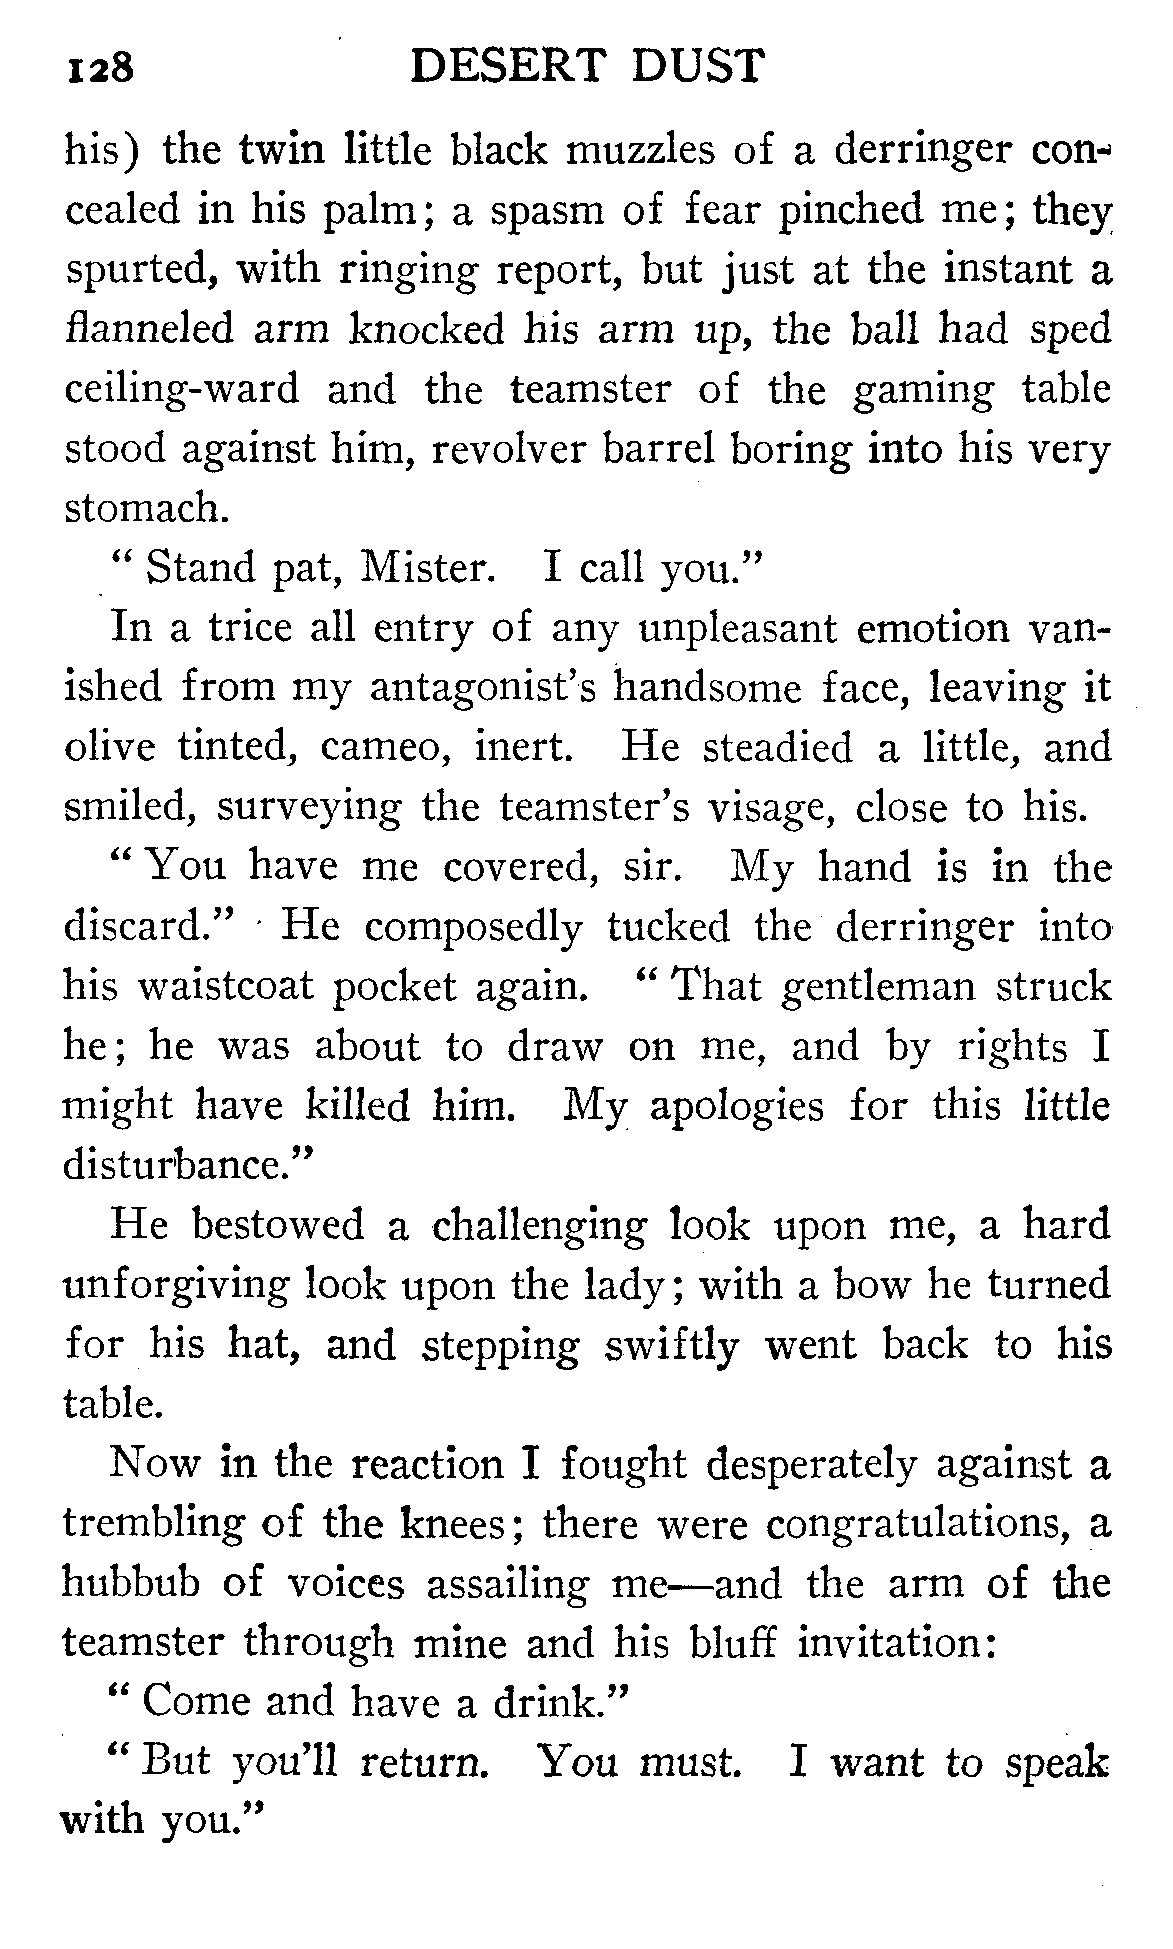 128 DESERT DUST
his) the twin little black muzzles of a derringer con-
cealed in his palm; a spasm of fear pinched me; they
spurted, with ringing report, but just at the instant a
flanneled arm knocked his arm up, the ball had sped
ceiling-ward and the teamster of the gaming table
stood against him, revolver barrel boring into his very
stomach.
“ Stand pat, Mister. I call you.”
In a trice all entry of any unpleasant emotion van-
ished from my antagonist’s handsome face, leaving it
olive tinted, cameo, inert. He steadied a little, and
smiled, surveying the teamster’s visage, close to his.
“ You have me covered, sir. My hand is in the
discard.” He composedly tucked the derringer into
his waistcoat pocket again. “ That gentleman struck
he; he was about to draw on me, and by rights I
might have killed him. My apologies for this little
disturbance.”
He bestowed a challenging look upon me, a hard
unforgiving look upon the lady; with a bow he turned
for his hat, and stepping swiftly went back to his
table.
Now in the reaction I fought desperately against a
trembling of the knees; there were congratulations, a
hubbub of voices assailing me—and the arm of the
teamster through mine and his bluff invitation:
“ Come and have a drink.”
“ But you’ll return. You must. I want to speak
with you.”